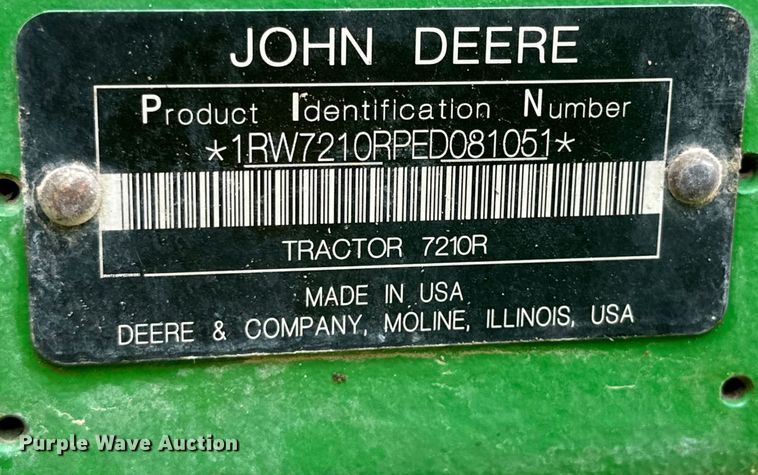 JOHN DEERE
Product Identification Number
*1RW7210RPED081051*
TRACTOR 7210R
MADE IN USA
DEERE & COMPANY, MOLINE, ILLINOIS, USA
Purple Wave Auction